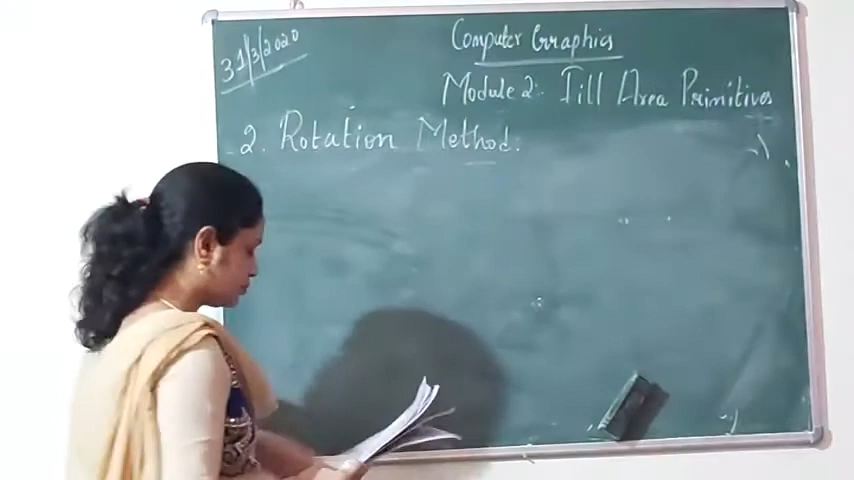 31/3/2020
Computer Graphics
Module 2: Fill Area Primitives
2. Rotation Method: